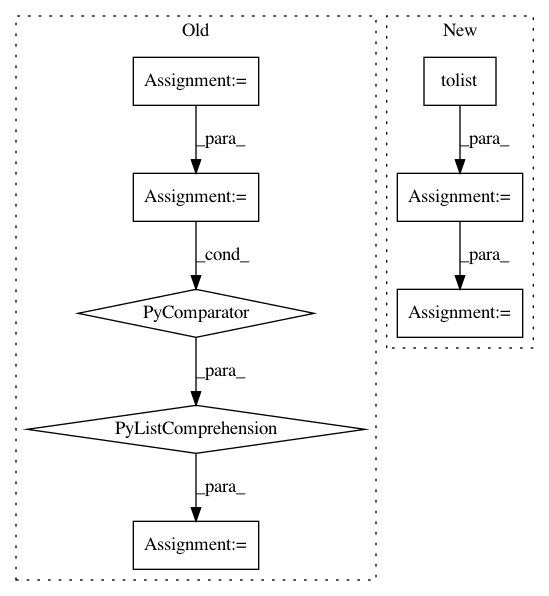 Old
New
Assignment:=
tolist
_para_
_para_
Assignment:=
Assignment:=
_cond_
_para_
PyComparator
Assignment:=
_para_
PyListComprehension
_para_
Assignment:=